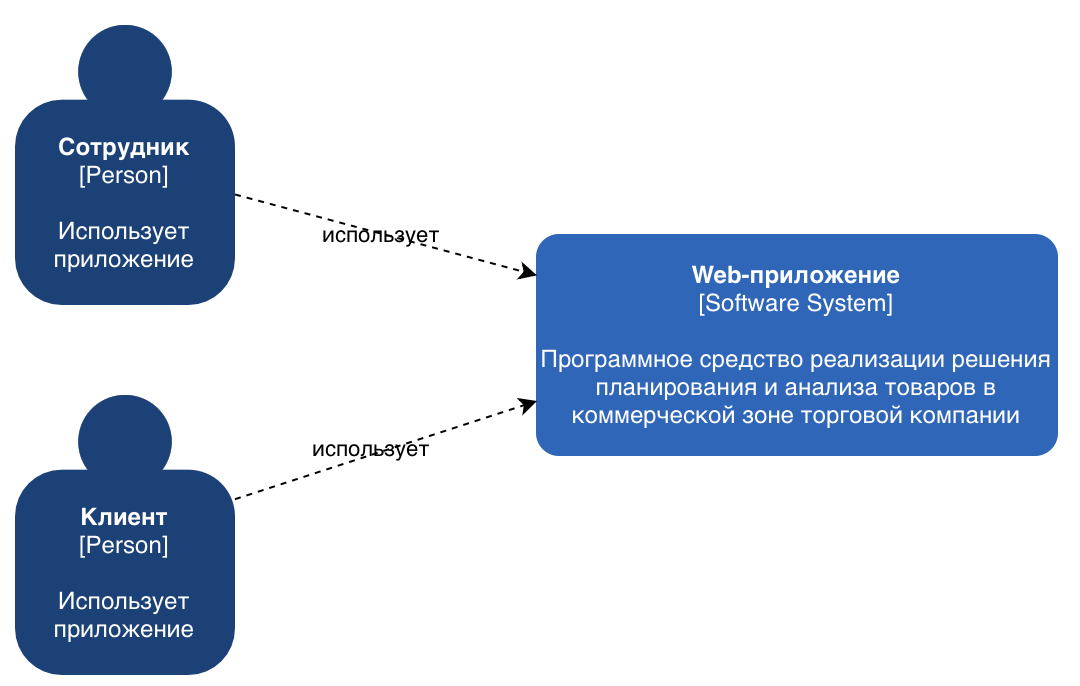 Сотрудник
[Person]
Использует
приложение
использует
Web-приложение
[Software System]
Программное средство реализации решения
планирования и анализа товаров в
коммерческой зоне торговой компании
использует
Клиент
[Person]
Использует
приложение